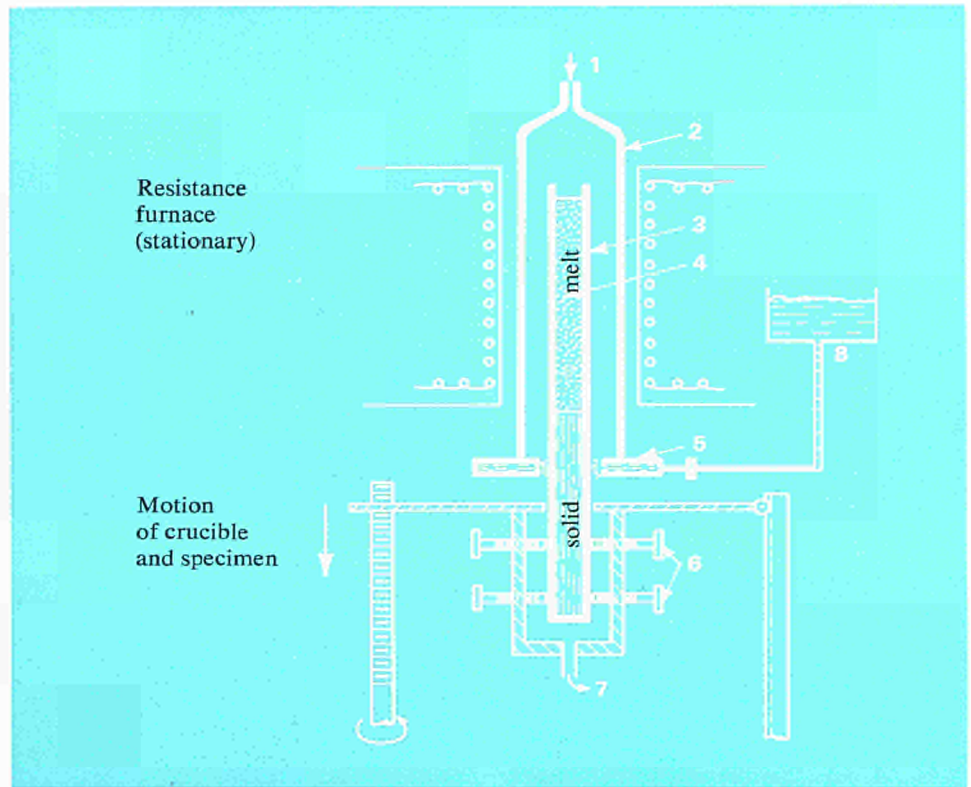 1
2
Resistance
furnace
(stationary)
3
melt
4
8
5
Motion
of crucible
and specimen
solid
6
7